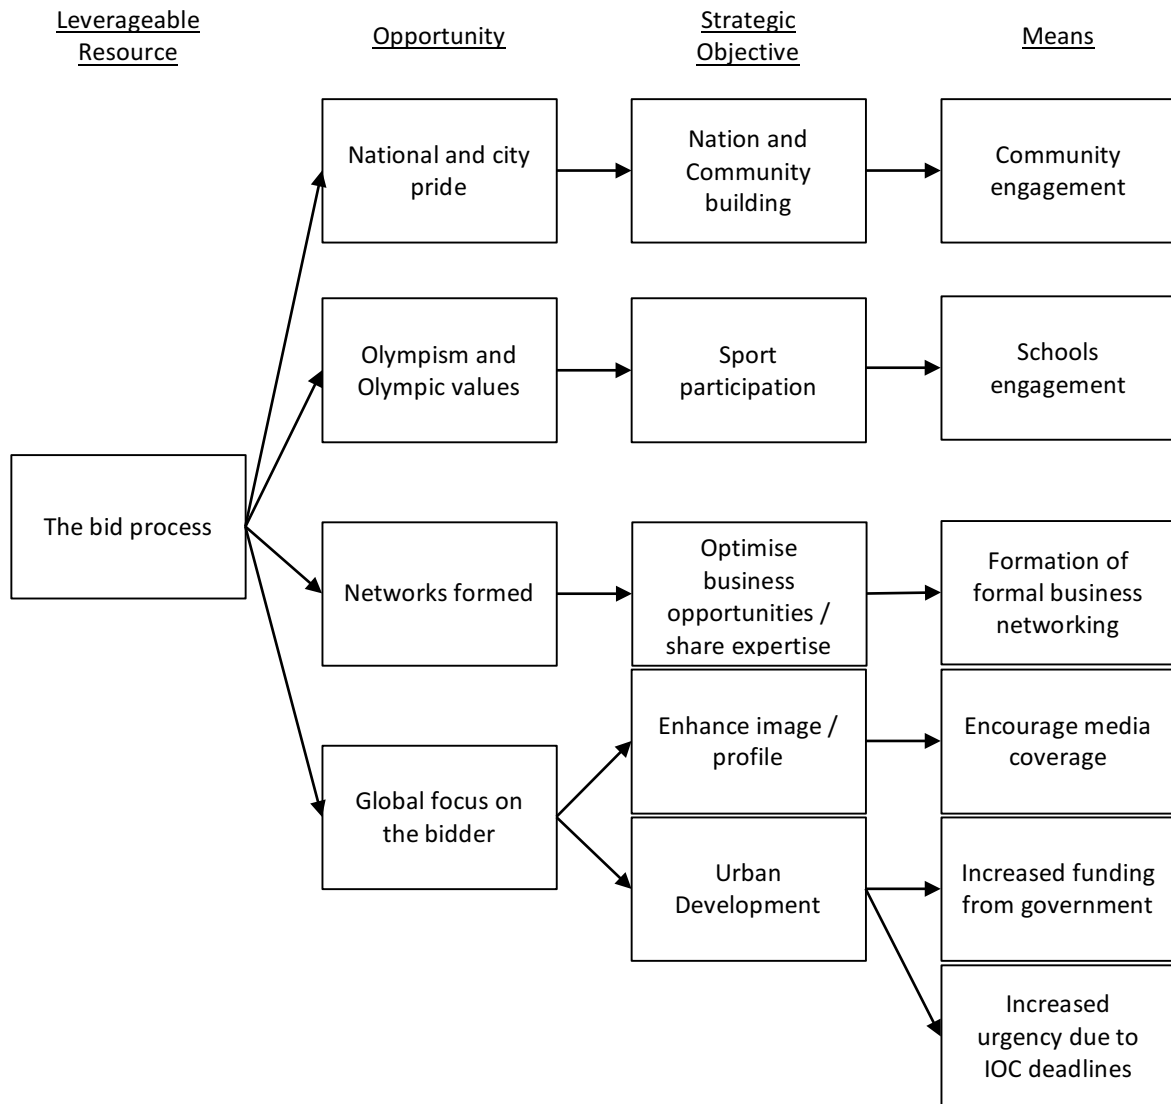 Leverageable
Resource
Opportunity
Strategic
Objective
Means
National and city
pride
Nation and
Community
building
Community
engagement
Olympism and
Olympic values
Sport
participation
Schools
engagement
The bid process
Networks formed
Optimise
business
opportunities /
share expertise
Formation of
formal business
networking
Global focus on
the bidder
Enhance image /
profile
Encourage media
coverage
Urban
Development
Increased funding
from government
Increased
urgency due to
IOC deadlines